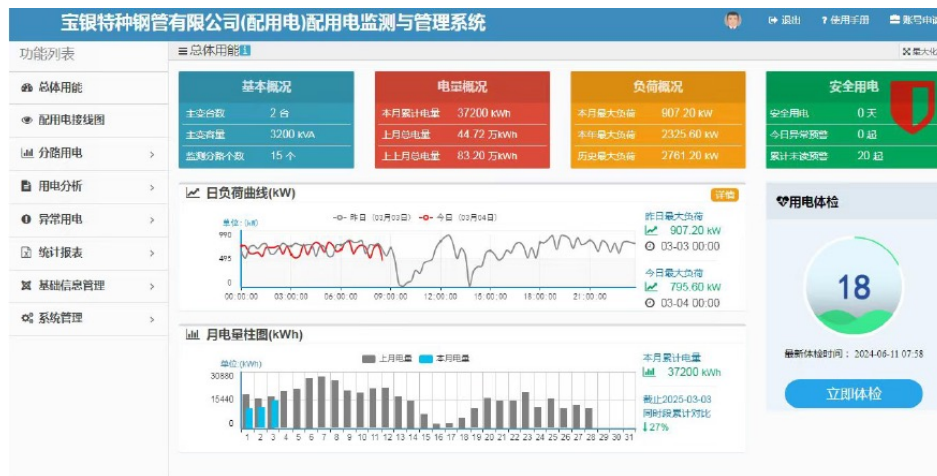 宝银特种钢管有限公司(配用电)配用电监测与管理系统
退出 ?使用手册 账号申请
功能列表
总体用能
配用电接线图
分路用电
用电分析
异常用电
统计报表
基础信息管理
系统管理
总体用能
最大化
基本概况
主变台数 2 台
主变容量 3200 kVA
监测分路个数 15 个
电量概况
本月累计电量 37200 kWh
上月总电量 44.72 万kWh
上上月总电量 83.20 万kWh
负荷概况
本月最大负荷 907.20 kW
本年最大负荷 2325.60 kW
历史最大负荷 2761.20 kW
安全用电
安全用电 0 天
今日异常预警 0 起
累计未读预警 20 起
日负荷曲线(kW)
详情
单位:(kW)
昨日 (03月03日) 今日 (03月04日)
990
495
0
00:00:00 03:00:00 06:00:00 09:00:00 12:00:00 15:00:00 18:00:00 21:00:00
昨日最大负荷
907.20 kW
03-03 00:00
今日最大负荷
795.60 kW
03-04 00:00
月电量柱图(kWh)
单位(kWh)
上月电量 本月电量
30880
15440
0
1 2 3 4 5 6 7 8 9 10 11 12 13 14 15 16 17 18 19 20 21 22 23 24 25 26 27 28 29 30 31
本月累计电量
37200 kWh
截止2025-03-03
同时段累计对比
↓27%
用电体检
18
最新体检时间: 2024-06-11 07:58
立即体检